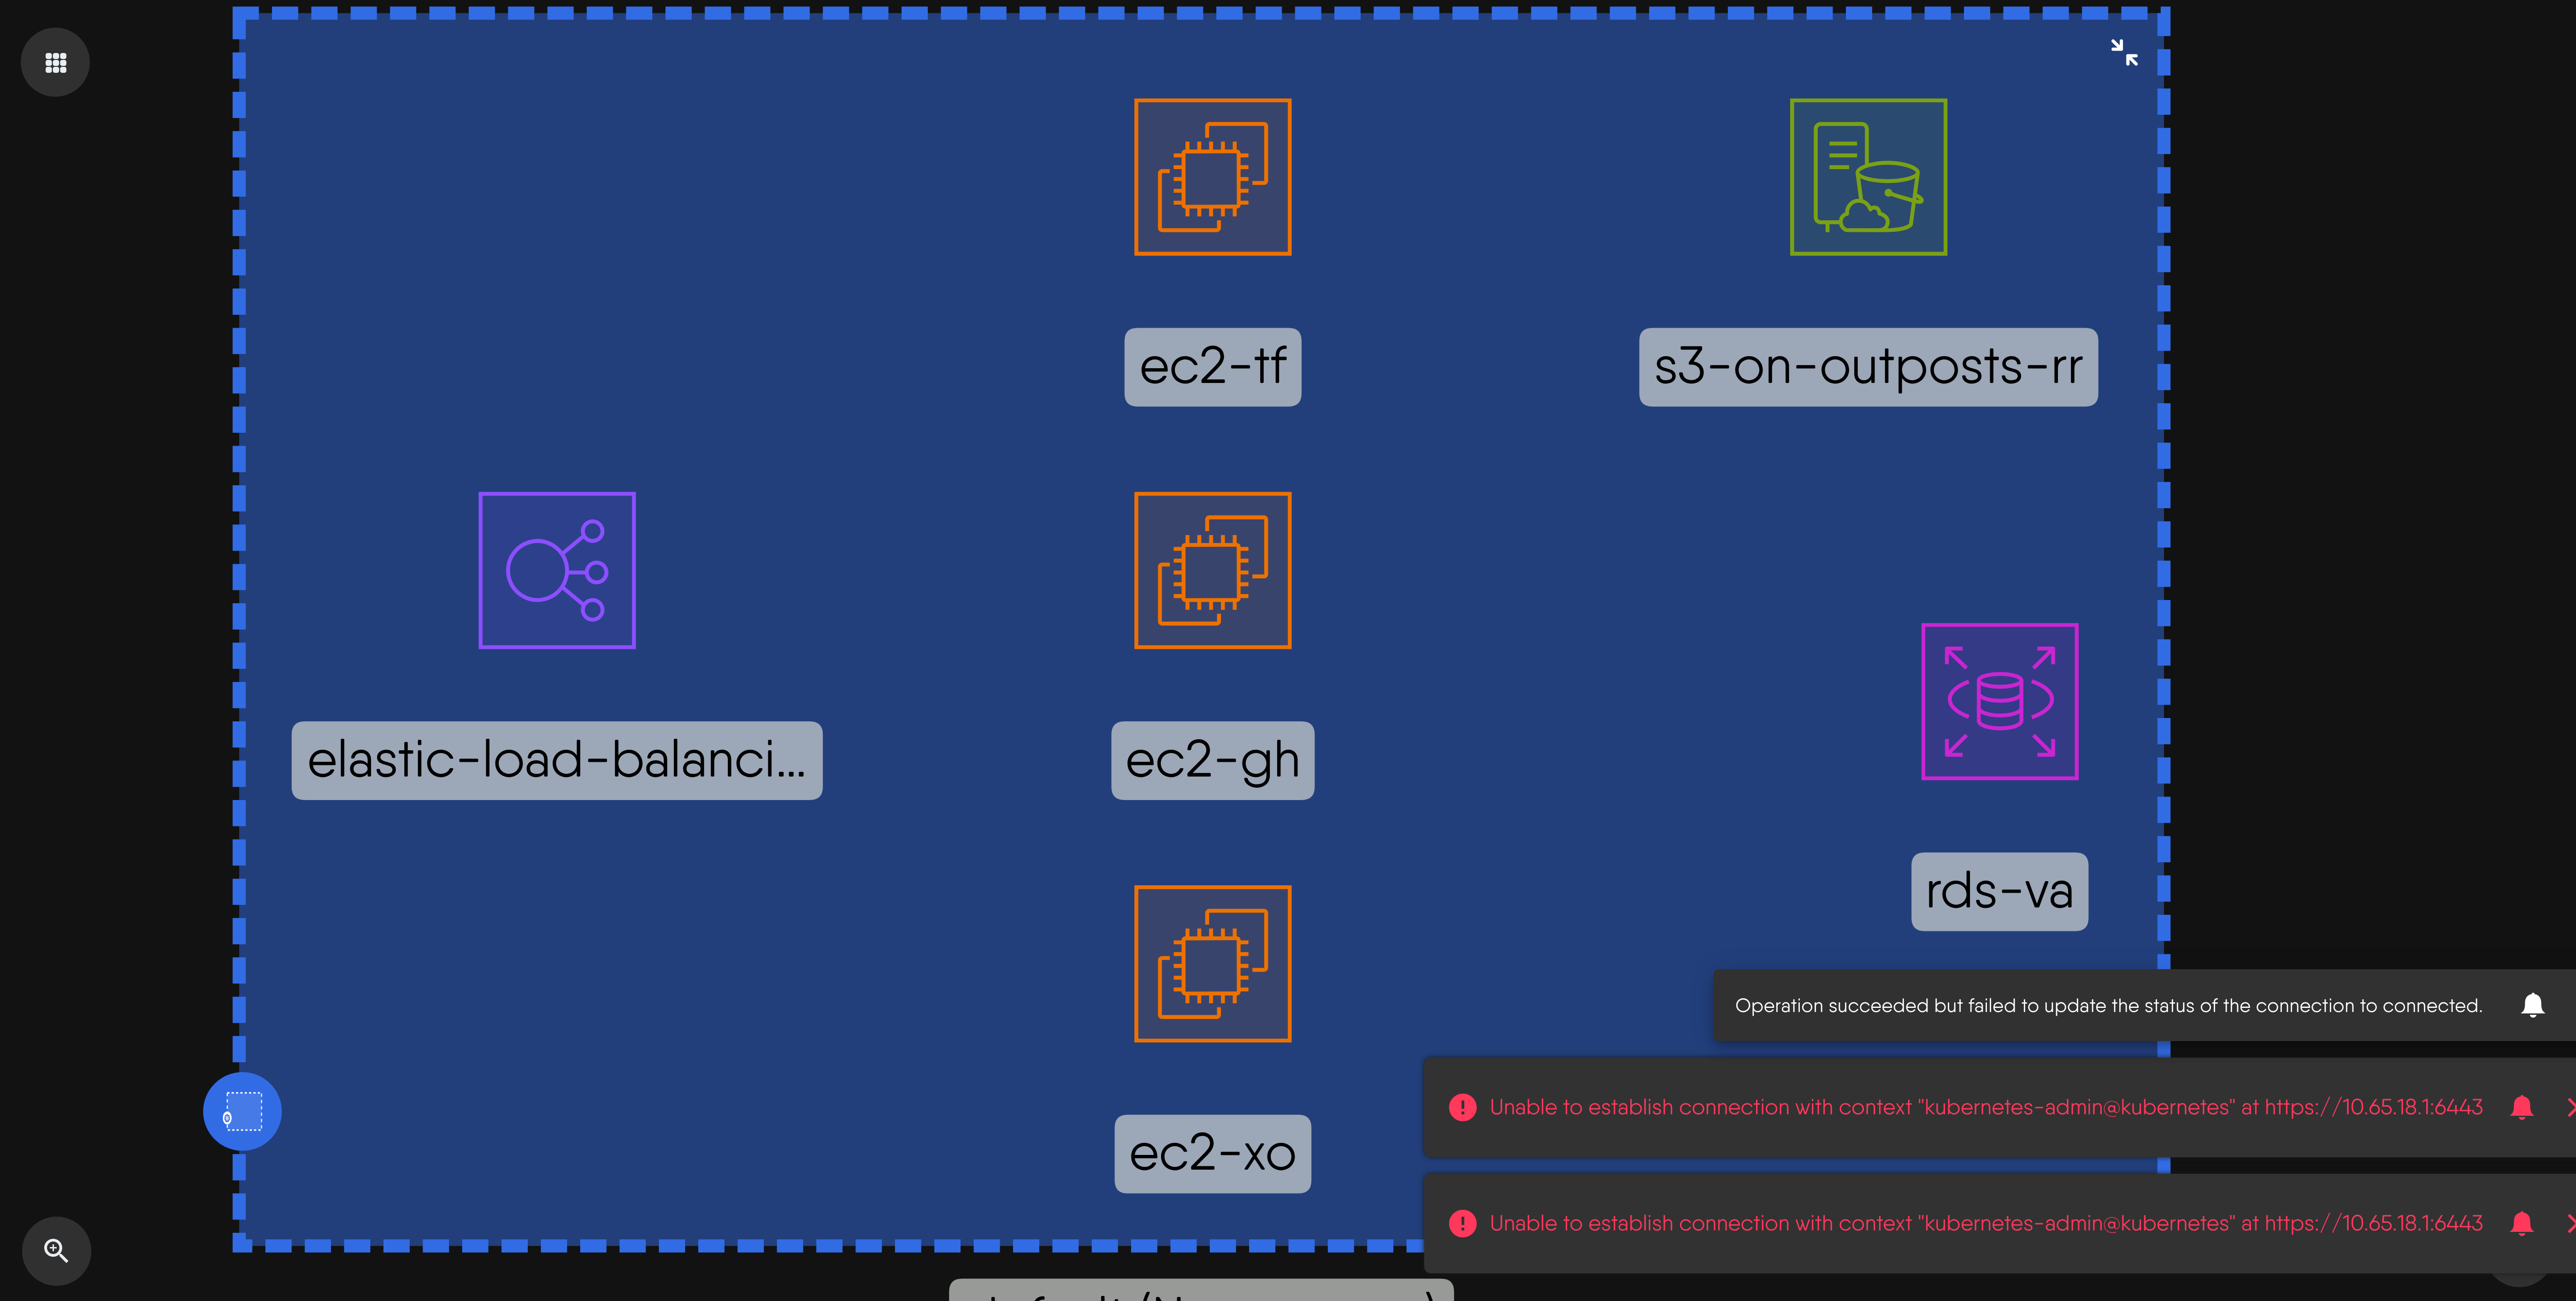 ec2-tf
s3-on-outposts-rr
elastic-load-balanci...
ec2-gh
rds-va
ec2-xo
Operation succeeded but failed to update the status of the connection to connected.
Unable to establish connection with context "kubernetes-admin@kubernetes" at https://10.65.18.1:6443
Unable to establish connection with context "kubernetes-admin@kubernetes" at https://10.65.18.1:6443